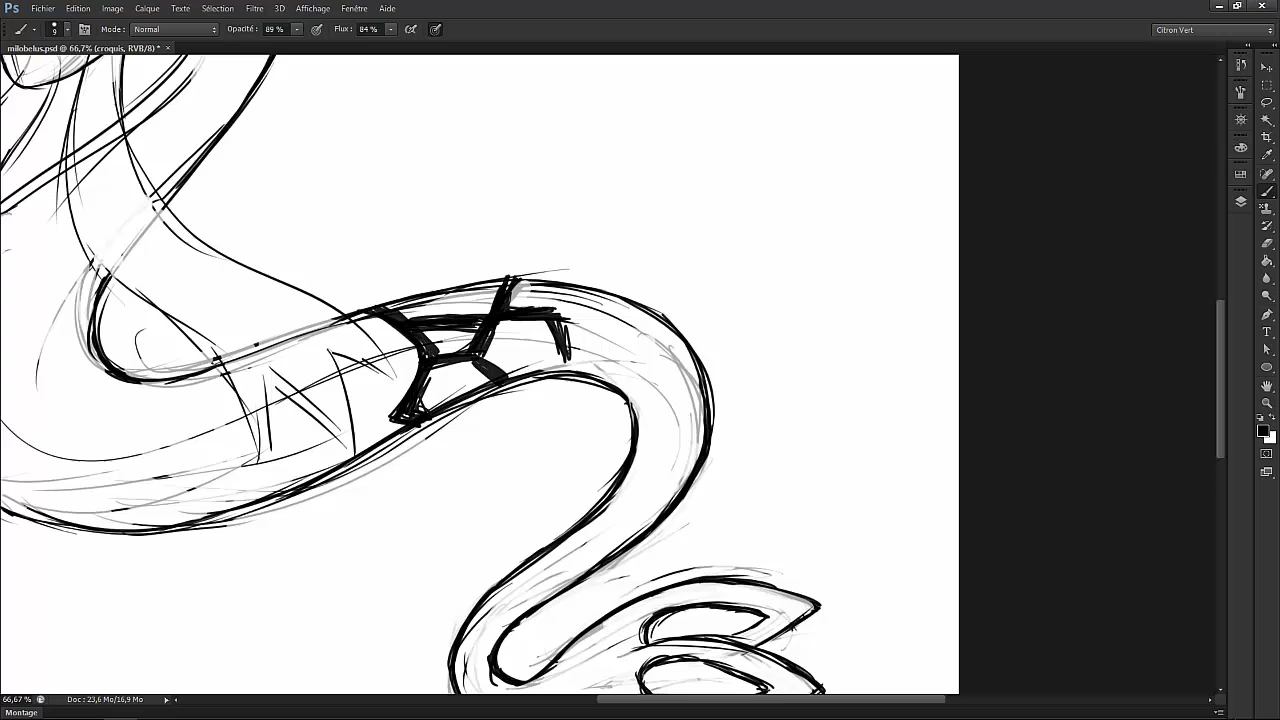 Ps Fichier Edition Image Calque Texte Sélection Filtre 3D Affichage Fenêtre Aide
9 Mode : Normal Opacité : 89 % Flux : 84 % Citron Vert
milobelus.psd @ 66,7% (croquis, RVB/8) * ×
66,67 % Doc : 23,6 Mo/16,9 Mo
Montage